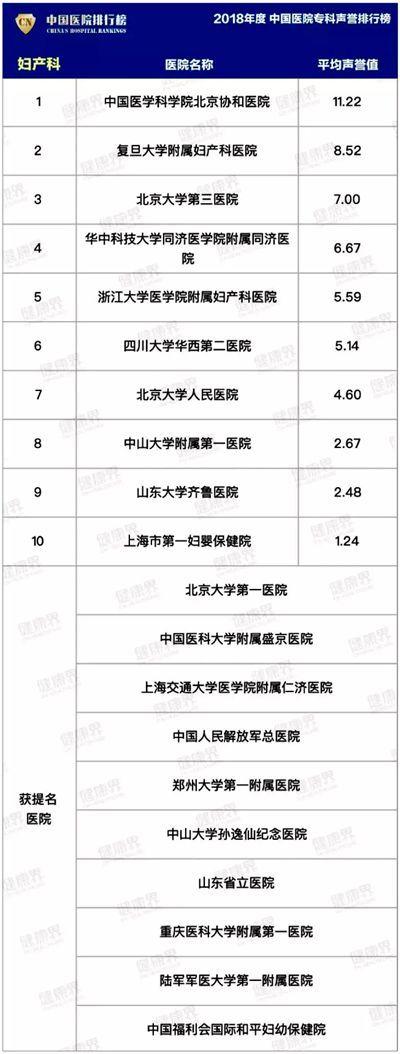 中国医院排行榜
CHINA'S HOSPITAL RANKINGS
2018年度 中国医院专科声誉排行榜
妇产科 医院名称 平均声誉值
1 中国医学科学院北京协和医院 11.22
2 复旦大学附属妇产科医院 8.52
3 北京大学第三医院 7.00
4 华中科技大学同济医学院附属同济医
院 6.67
5 浙江大学医学院附属妇产科医院 5.59
6 四川大学华西第二医院 5.14
7 北京大学人民医院 4.60
8 中山大学附属第一医院 2.67
9 山东大学齐鲁医院 2.48
10 上海市第一妇婴保健院 1.24
获提名
医院
北京大学第一医院
中国医科大学附属盛京医院
上海交通大学医学院附属仁济医院
中国人民解放军总医院
郑州大学第一附属医院
中山大学孙逸仙纪念医院
山东省立医院
重庆医科大学附属第一医院
陆军军医大学第一附属医院
中国福利会国际和平妇幼保健院
CN
健康界